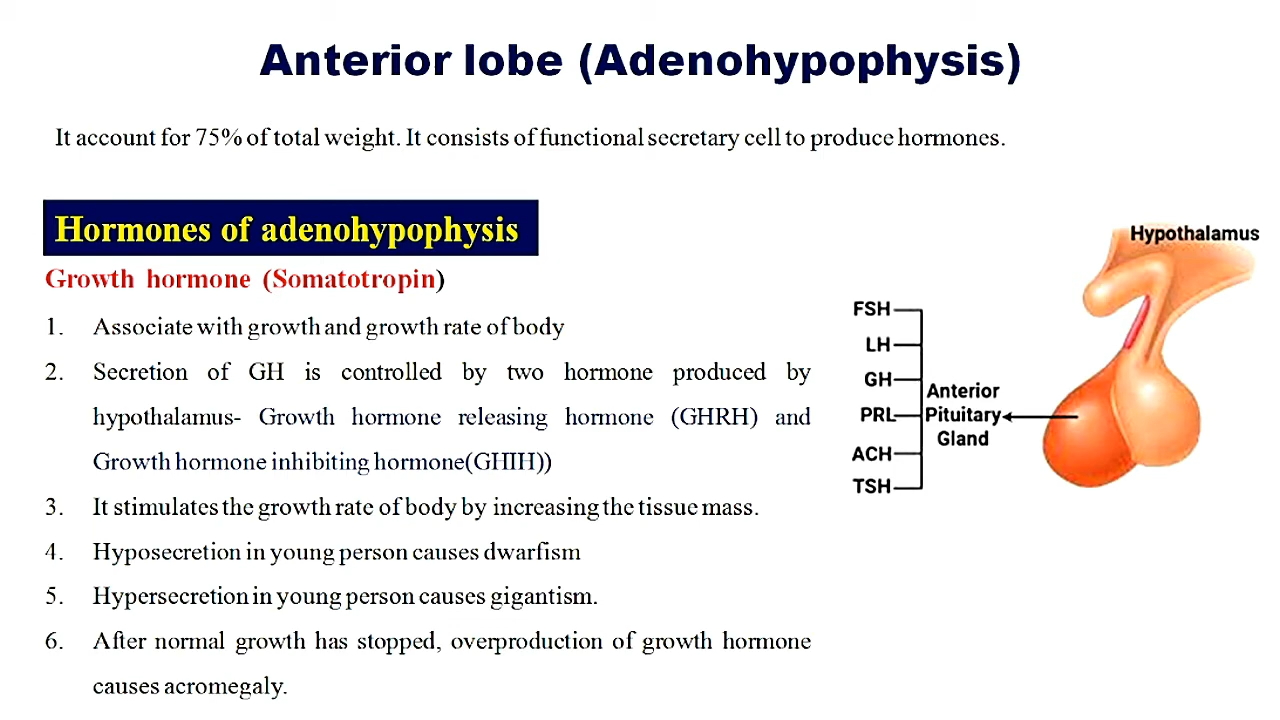 Anterior lobe (Adenohypophysis)
It account for 75% of total weight. It consists of functional secretary cell to produce hormones.
Hormones of adenohypophysis
Growth hormone (Somatotropin)
1. Associate with growth and growth rate of body
2. Secretion of GH is controlled by two hormone produced by
hypothalamus- Growth hormone releasing hormone (GHRH) and
Growth hormone inhibiting hormone(GHIH))
3. It stimulates the growth rate of body by increasing the tissue mass.
4. Hyposecretion in young person causes dwarfism
5. Hypersecretion in young person causes gigantism.
6. After normal growth has stopped, overproduction of growth hormone
causes acromegaly.
Hypothalamus
FSH
LH
GH
PRL
ACH
TSH
Anterior
Pituitary
Gland